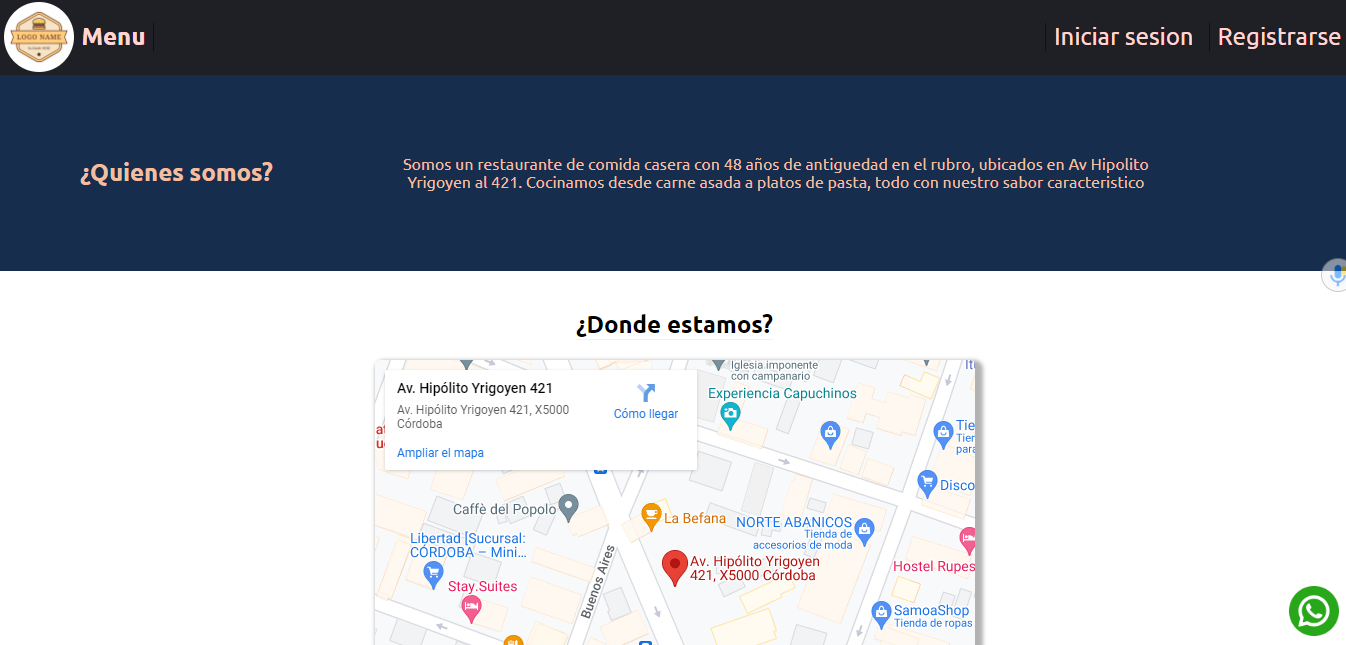 LOGO NAME
Menu
Iniciar sesion
Registrarse
¿Quienes somos?
Somos un restaurante de comida casera con 48 años de antiguedad en el rubro, ubicados en Av Hipolito
Yrigoyen al 421. Cocinamos desde carne asada a platos de pasta, todo con nuestro sabor caracteristico
¿Donde estamos?
Av. Hipólito Yrigoyen 421
Av. Hipólito Yrigoyen 421, X5000
Córdoba
Cómo llegar
Ampliar el mapa
Iglesia imponente
con campanario
Experiencia Capuchinos
Tie
Tien
para
Disco
Caffè del Popolo
La Befana
NORTE ABANICOS
Tienda de
accesorios de moda
Libertad [Sucursal:
CÓRDOBA – Mini...
Av. Hipólito Yrigoyen
421, X5000 Córdoba
Hostel Rupes
Stay.Suites
Buenos Aires
SamoaShop
Tienda de ropas